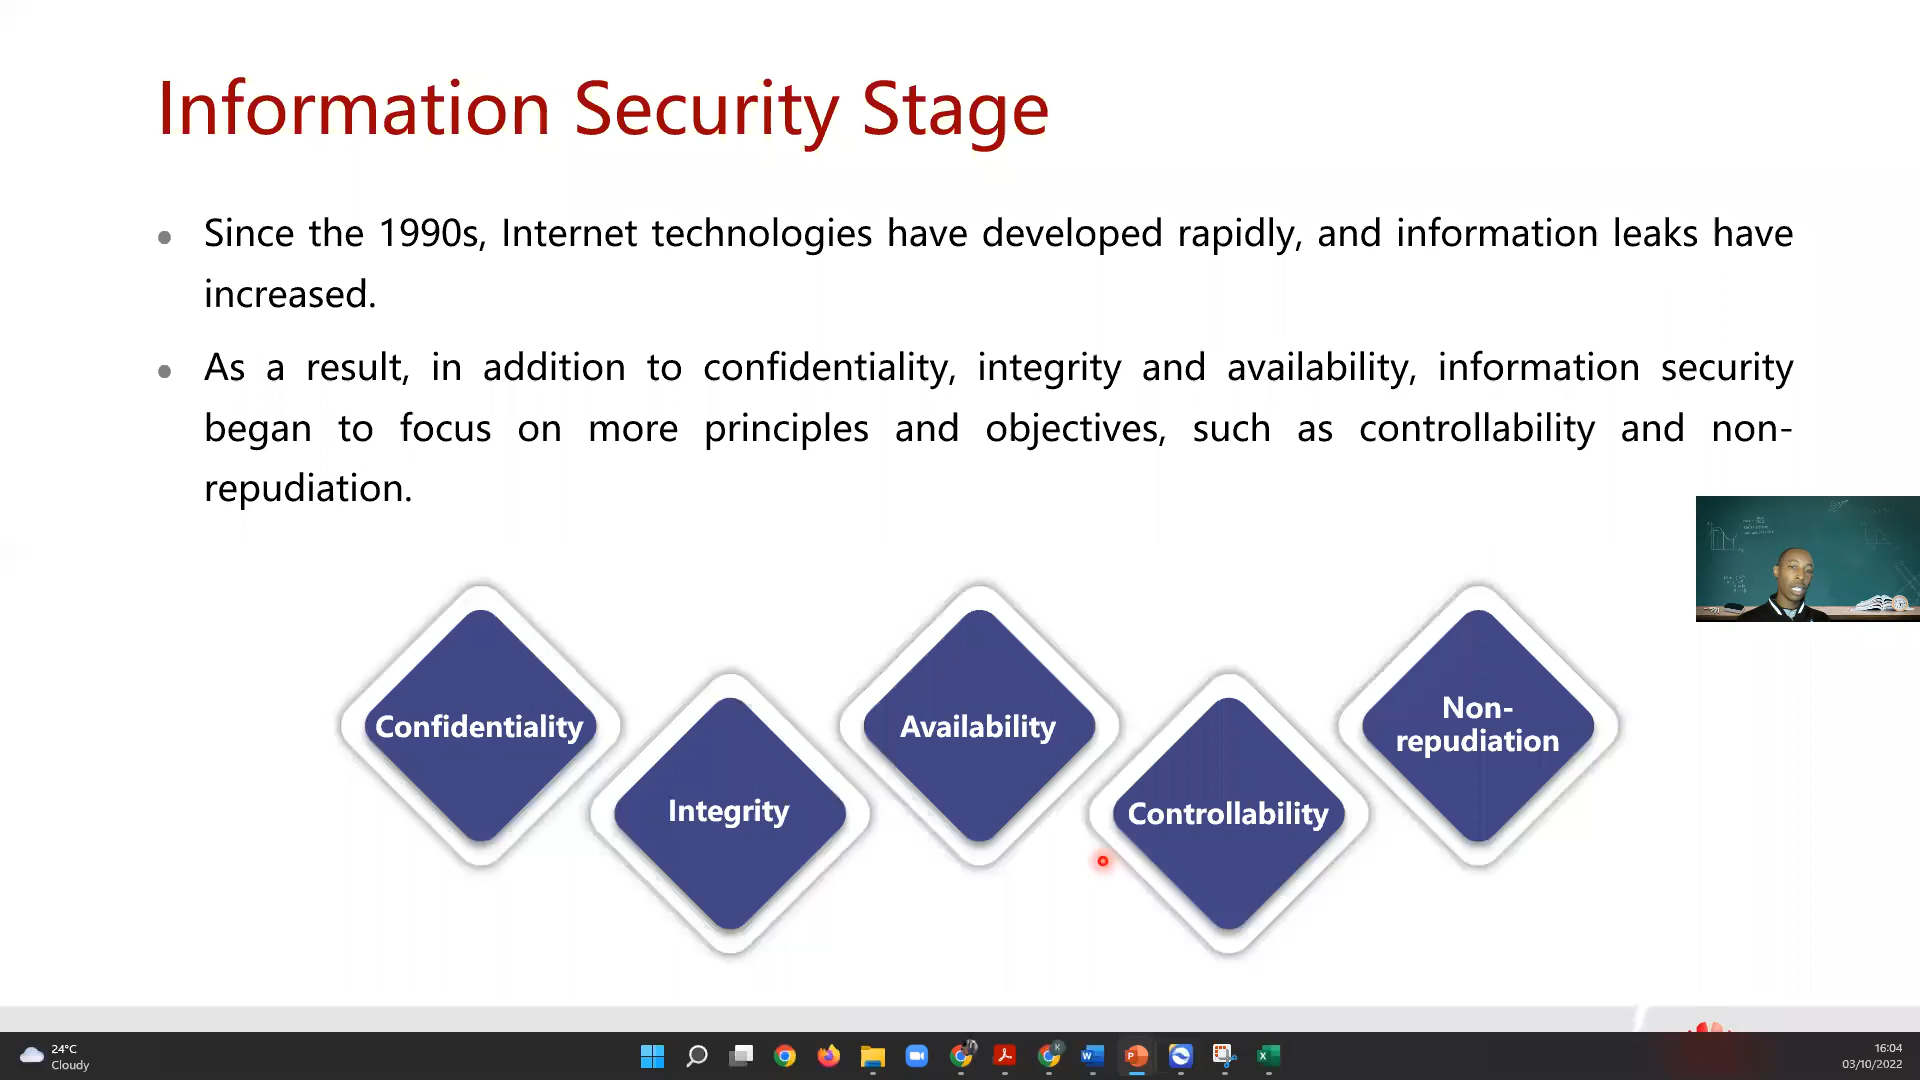 Information Security Stage
Since the 1990s, Internet technologies have developed rapidly, and information leaks have
increased.
As a result, in addition to confidentiality, integrity and availability, information security
began to focus on more principles and objectives, such as controllability and non-
repudiation.
Confidentiality
Integrity
Availability
Controllability
Non-
repudiation
24°C
Cloudy
16:04
03/10/2022